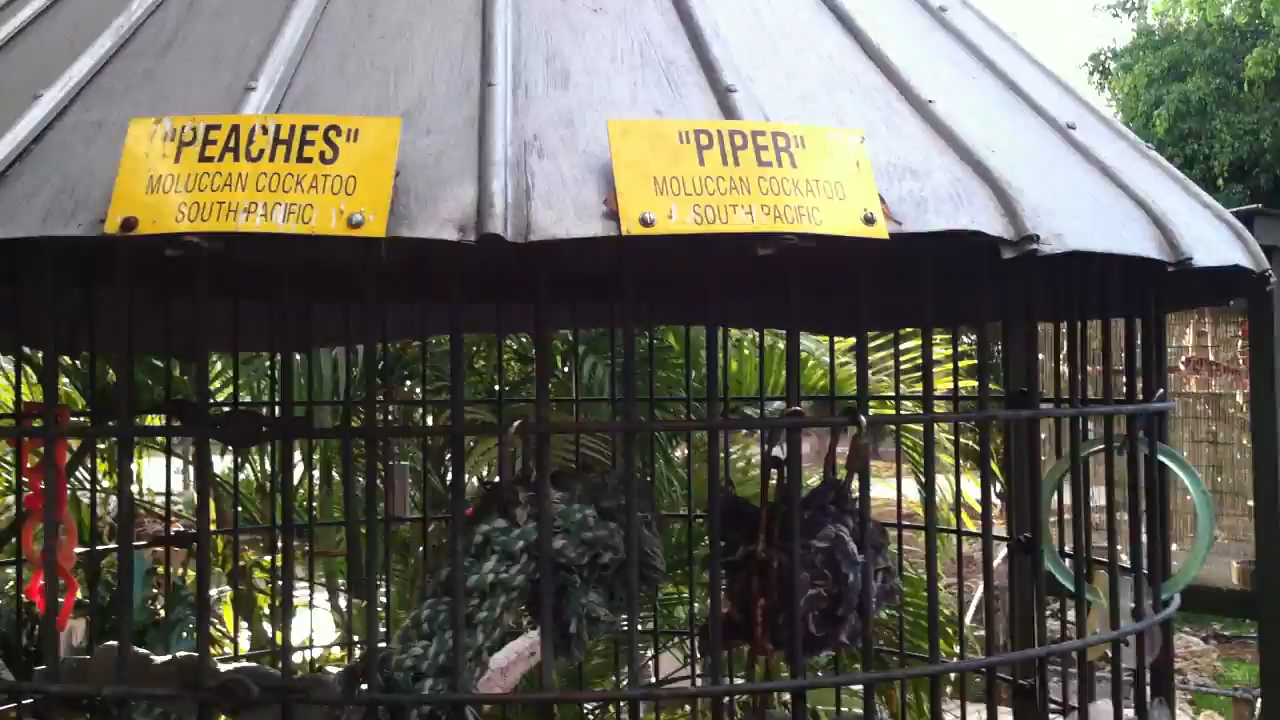 "PEACHES"
MOLUCCAN COCKATOO
SOUTH PACIFIC
"PIPER"
MOLUCCAN COCKATOO
SOUTH PACIFIC